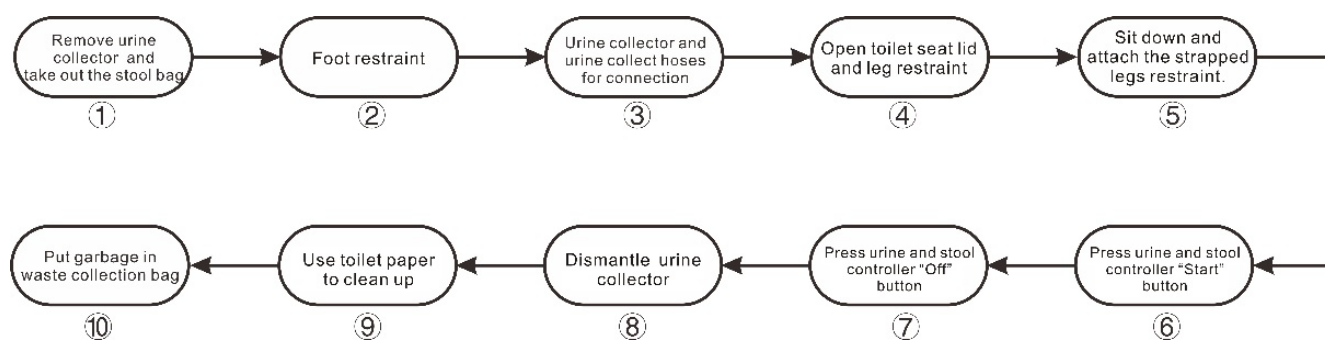 Remove urine
collector and
take out the stool bag
①
Foot restraint
②
Urine collector and
urine collect hoses
for connection
③
Open toilet seat lid
and leg restraint
④
Sit down and
attach the strapped
legs restraint.
⑤
Press urine and stool
controller “Start”
button
⑥
Press urine and stool
controller “Off”
button
⑦
Dismantle urine
collector
⑧
Use toilet paper
to clean up
⑨
Put garbage in
waste collection bag
⑩